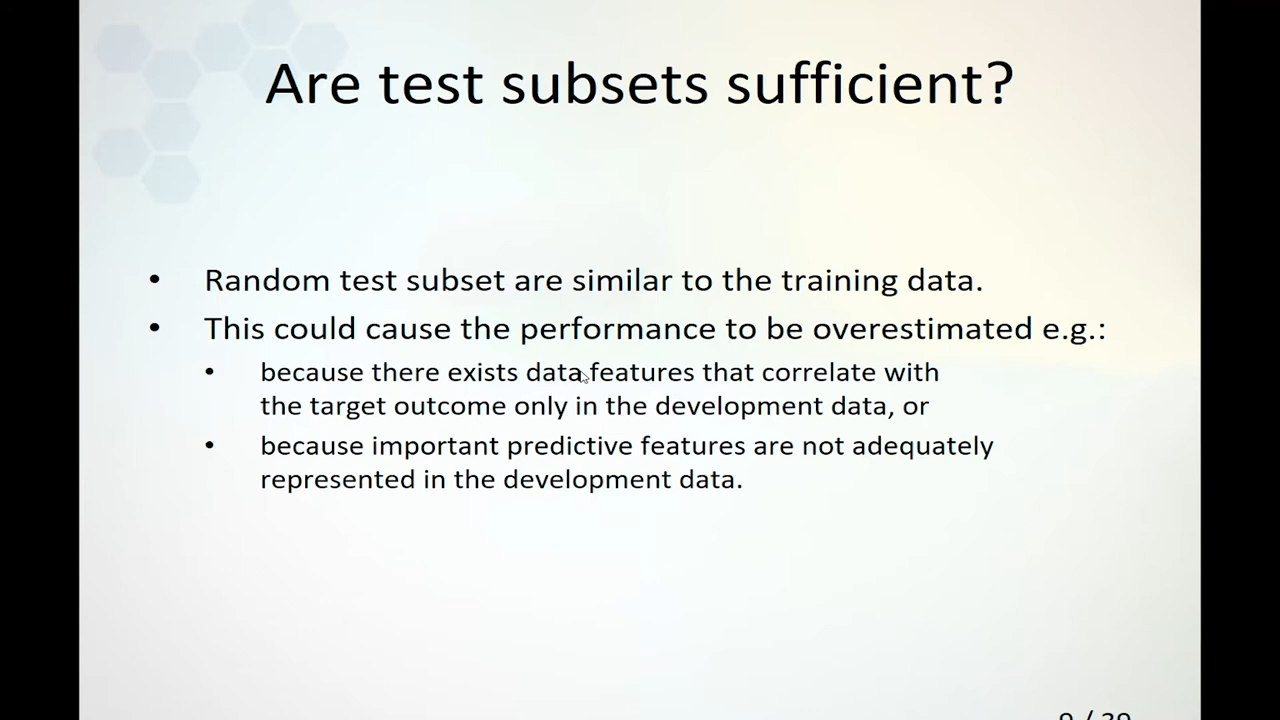 Are test subsets sufficient?
• Random test subset are similar to the training data.
• This could cause the performance to be overestimated e.g.:
• because there exists data features that correlate with
the target outcome only in the development data, or
• because important predictive features are not adequately
represented in the development data.
9 / 39